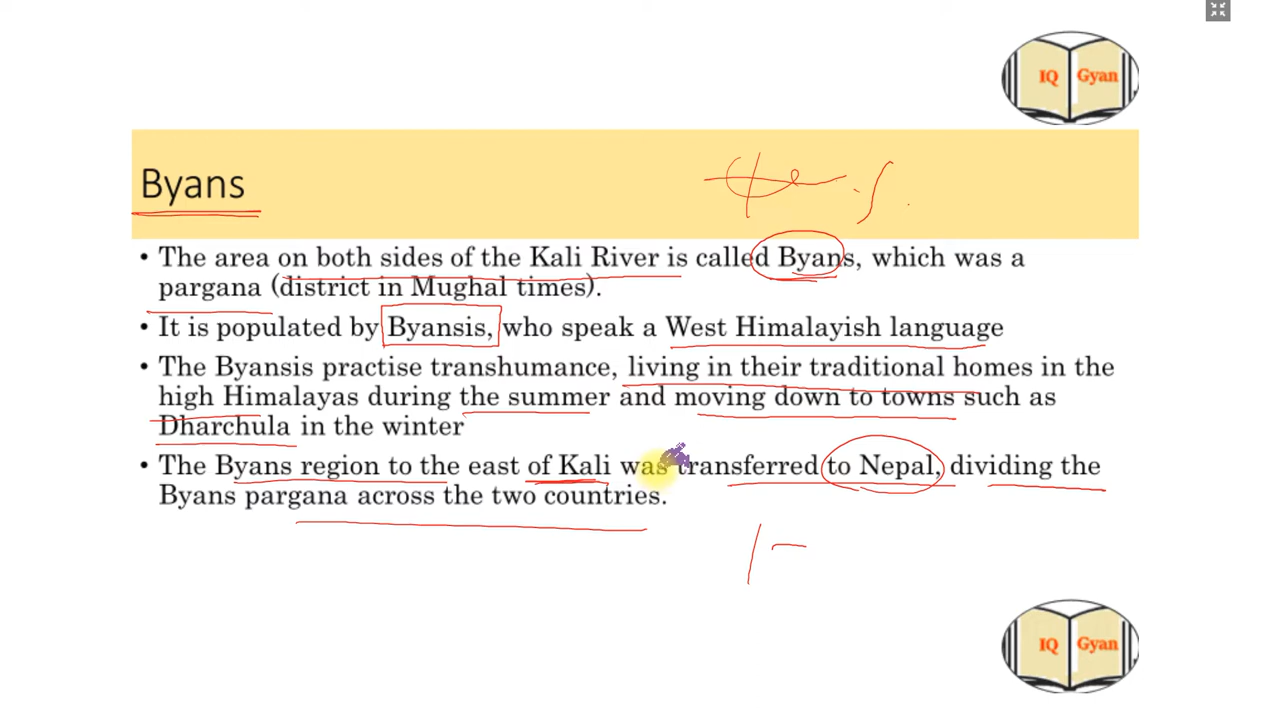 IQ Gyan
Byans
• The area on both sides of the Kali River is called Byans, which was a
pargana (district in Mughal times).
• It is populated by Byansis, who speak a West Himalayish language
• The Byansis practise transhumance, living in their traditional homes in the
high Himalayas during the summer and moving down to towns such as
Dharchula in the winter
• The Byans region to the east of Kali was transferred to Nepal, dividing the
Byans pargana across the two countries.
IQ Gyan